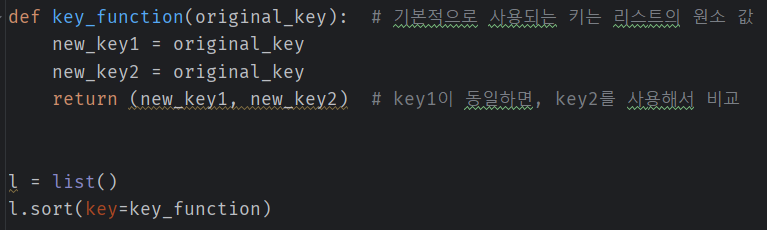 def key_function(original_key):  # 기본적으로 사용되는 키는 리스트의 원소 값
    new_key1 = original_key
    new_key2 = original_key
    return (new_key1, new_key2)  # key1이 동일하면, key2를 사용해서 비교
l = list()
l.sort(key=key_function)